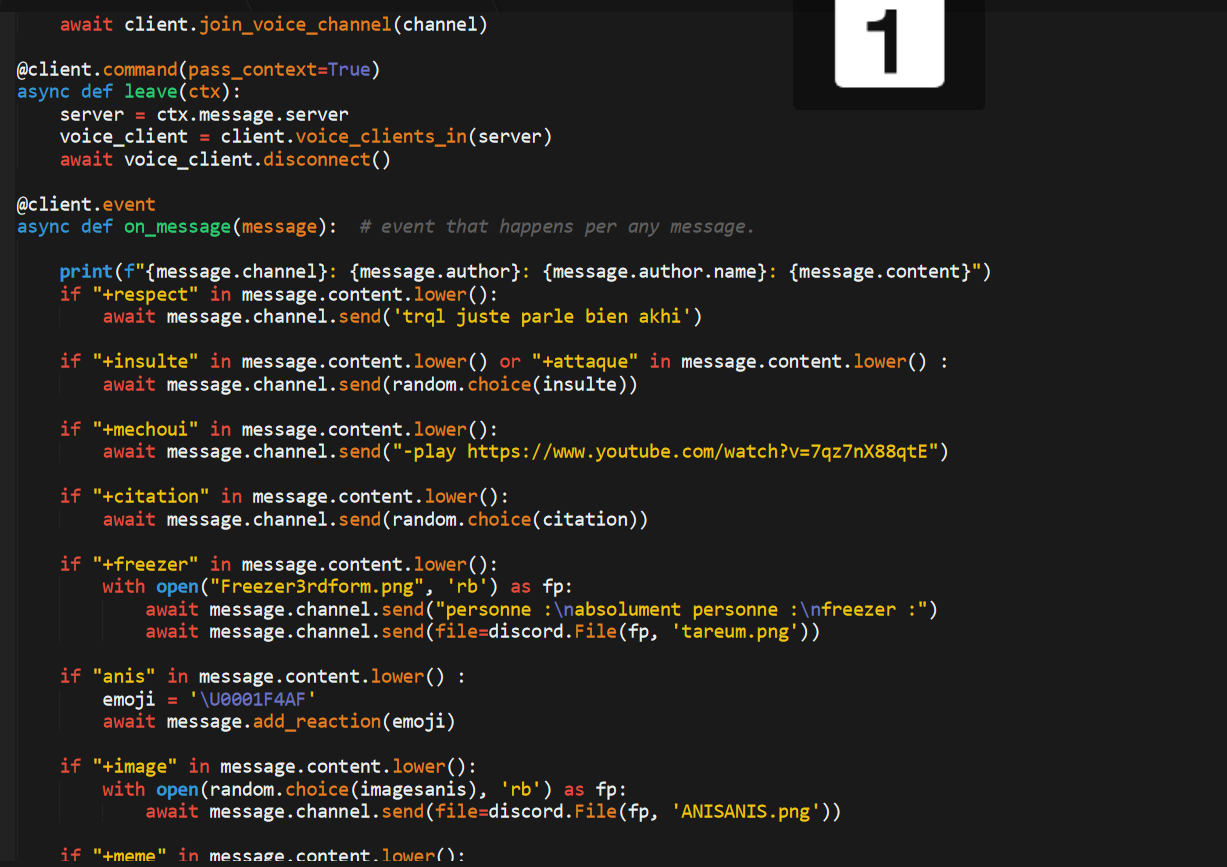 await client.join_voice_channel(channel)
1
@client.command(pass_context=True)
async def leave(ctx):
    server = ctx.message.server
    voice_client = client.voice_clients_in(server)
    await voice_client.disconnect()
@client.event
async def on_message(message):  # event that happens per any message.
    print(f"{message.channel}: {message.author}: {message.author.name}: {message.content}")
    if "+respect" in message.content.lower():
        await message.channel.send('trql juste parle bien akhi')
    if "+insulte" in message.content.lower() or "+attaque" in message.content.lower() :
        await message.channel.send(random.choice(insulte))
    if "+mechoui" in message.content.lower():
        await message.channel.send("-play https://www.youtube.com/watch?v=7qz7nX88qtE")
    if "+citation" in message.content.lower():
        await message.channel.send(random.choice(citation))
    if "+freezer" in message.content.lower():
        with open("Freezer3rdform.png", 'rb') as fp:
            await message.channel.send("personne :\nabsolument personne :\nfreezer :")
            await message.channel.send(file=discord.File(fp, 'tareum.png'))
    if "anis" in message.content.lower() :
        emoji = '\U0001F4AF'
        await message.add_reaction(emoji)
    if "+image" in message.content.lower():
        with open(random.choice(imagesanis), 'rb') as fp:
            await message.channel.send(file=discord.File(fp, 'ANISANIS.png'))
    if "+meme" in message.content.lower():